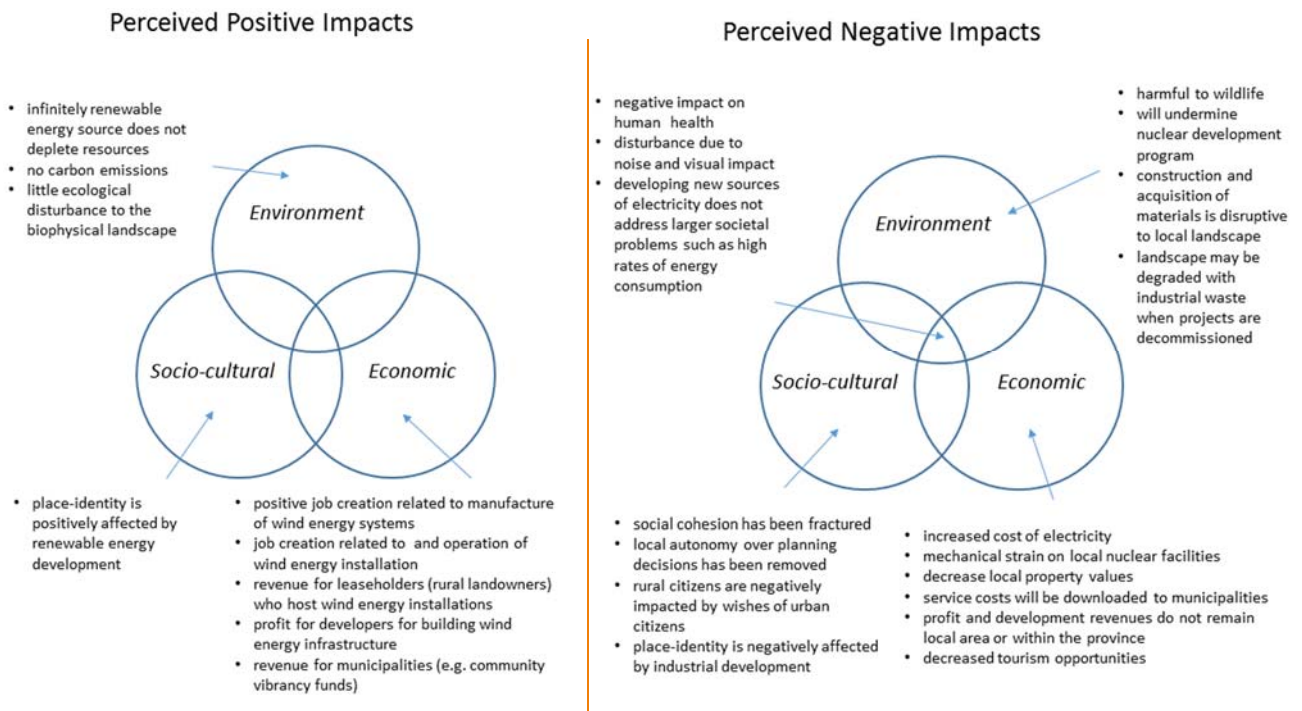 Perceived Positive Impacts
• infinitely renewable
energy source does not
deplete resources
• no carbon emissions
• little ecological
disturbance to the
biophysical landscape
Environment
Socio-cultural
Economic
• place-identity is
positively affected by
renewable energy
development
• positive job creation related to manufacture
of wind energy systems
• job creation related to and operation of
wind energy installation
• revenue for leaseholders (rural landowners)
who host wind energy installations
• profit for developers for building wind
energy infrastructure
• revenue for municipalities (e.g. community
vibrancy funds)
Perceived Negative Impacts
• negative impact on
human health
• disturbance due to
noise and visual impact
• developing new sources
of electricity does not
address larger societal
problems such as high
rates of energy
consumption
• harmful to wildlife
• will undermine
nuclear development
program
• construction and
acquisition of
materials is disruptive
to local landscape
• landscape may be
degraded with
industrial waste
when projects are
decommissioned
Environment
Socio-cultural
Economic
• social cohesion has been fractured
• local autonomy over planning
decisions has been removed
• rural citizens are negatively
impacted by wishes of urban
citizens
• place-identity is negatively affected
by industrial development
• increased cost of electricity
• mechanical strain on local nuclear facilities
• decrease local property values
• service costs will be downloaded to municipalities
• profit and development revenues do not remain
local area or within the province
• decreased tourism opportunities